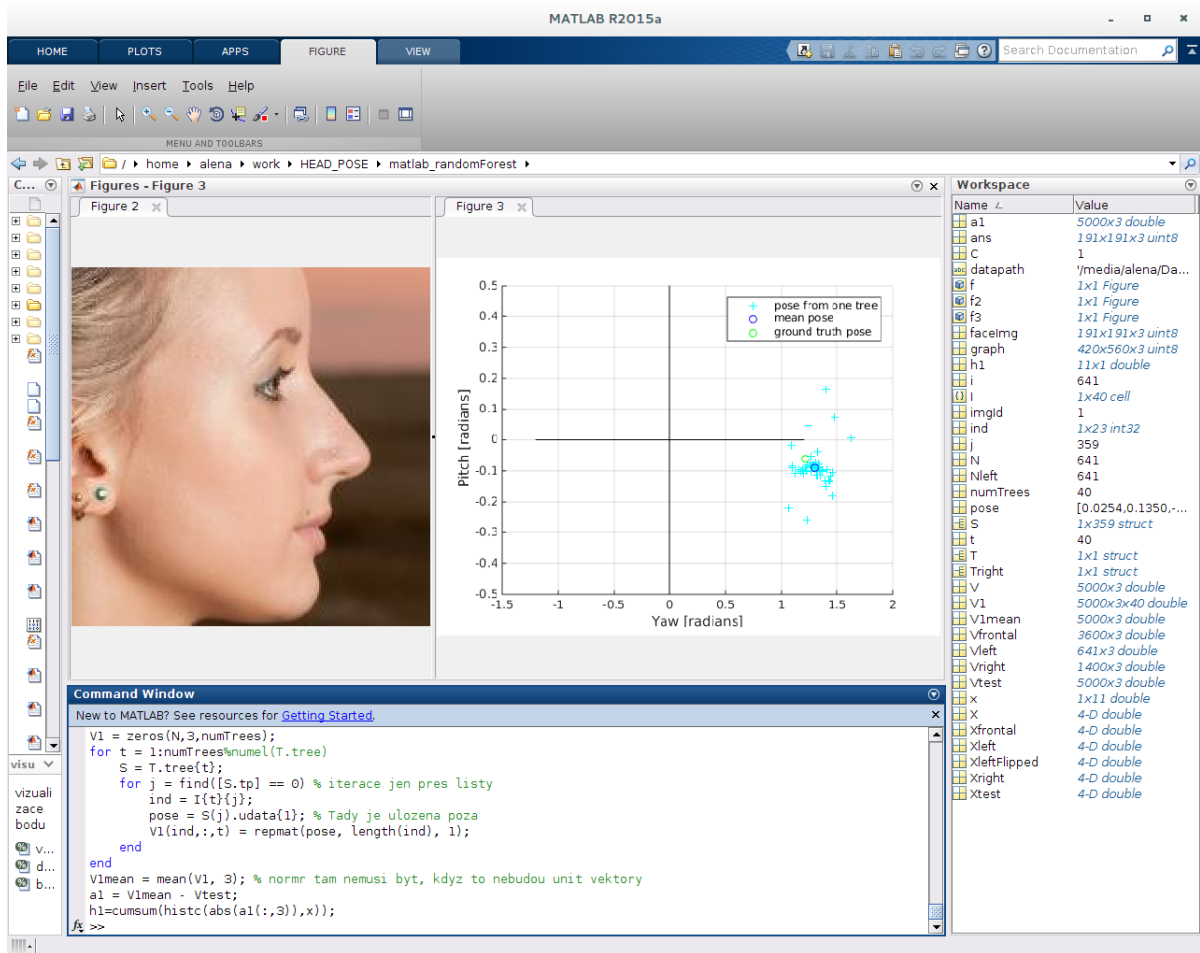 MATLAB R2015a
HOME PLOTS APPS FIGURE VIEW
Search Documentation
File Edit View Insert Tools Help
MENU AND TOOLBARS
/ home alena work HEAD_POSE matlab_randomForest
C...
Figures - Figure 3
Figure 2
Figure 3
0.5
0.4
0.3
0.2
0.1
0
-0.1
-0.2
-0.3
-0.4
-0.5
-1.5 -1 -0.5 0 0.5 1 1.5 2
Pitch [radians]
Yaw [radians]
pose from one tree
mean pose
ground truth pose
Command Window
New to MATLAB? See resources for Getting Started.
V1 = zeros(N,3,numTrees);
for t = 1:numTrees%numel(T.tree)
S = T.tree{t};
for j = find([S.tp] == 0) % iterace jen pres listy
ind = I{t}{j};
pose = S(j).udata{1}; % Tady je ulozena poza
V1(ind,:,t) = repmat(pose, length(ind), 1);
end
end
V1mean = mean(V1, 3); % normr tam nemusi byt, kdyz to nebudou unit vektory
a1 = V1mean - Vtest;
h1=cumsum(histc(abs(a1(:,3)),x));
fx >>
visu
vizuali
zace
bodu
v...
d...
b...
Workspace
Name Value
a1 5000x3 double
ans 191x191x3 uint8
C 1
abc datapath '/media/alena/Da...
f 1x1 Figure
f2 1x1 Figure
f3 1x1 Figure
faceImg 191x191x3 uint8
graph 420x560x3 uint8
h1 11x1 double
i 641
I 1x40 cell
imgId 1
ind 1x23 int32
j 359
N 641
Nleft 641
numTrees 40
pose [0.0254,0.1350,-...
S 1x359 struct
t 40
T 1x1 struct
Tright 1x1 struct
V 5000x3 double
V1 5000x3x40 double
V1mean 5000x3 double
Vfrontal 3600x3 double
Vleft 641x3 double
Vright 1400x3 double
Vtest 5000x3 double
x 1x11 double
X 4-D double
Xfrontal 4-D double
Xleft 4-D double
XleftFlipped 4-D double
Xright 4-D double
Xtest 4-D double